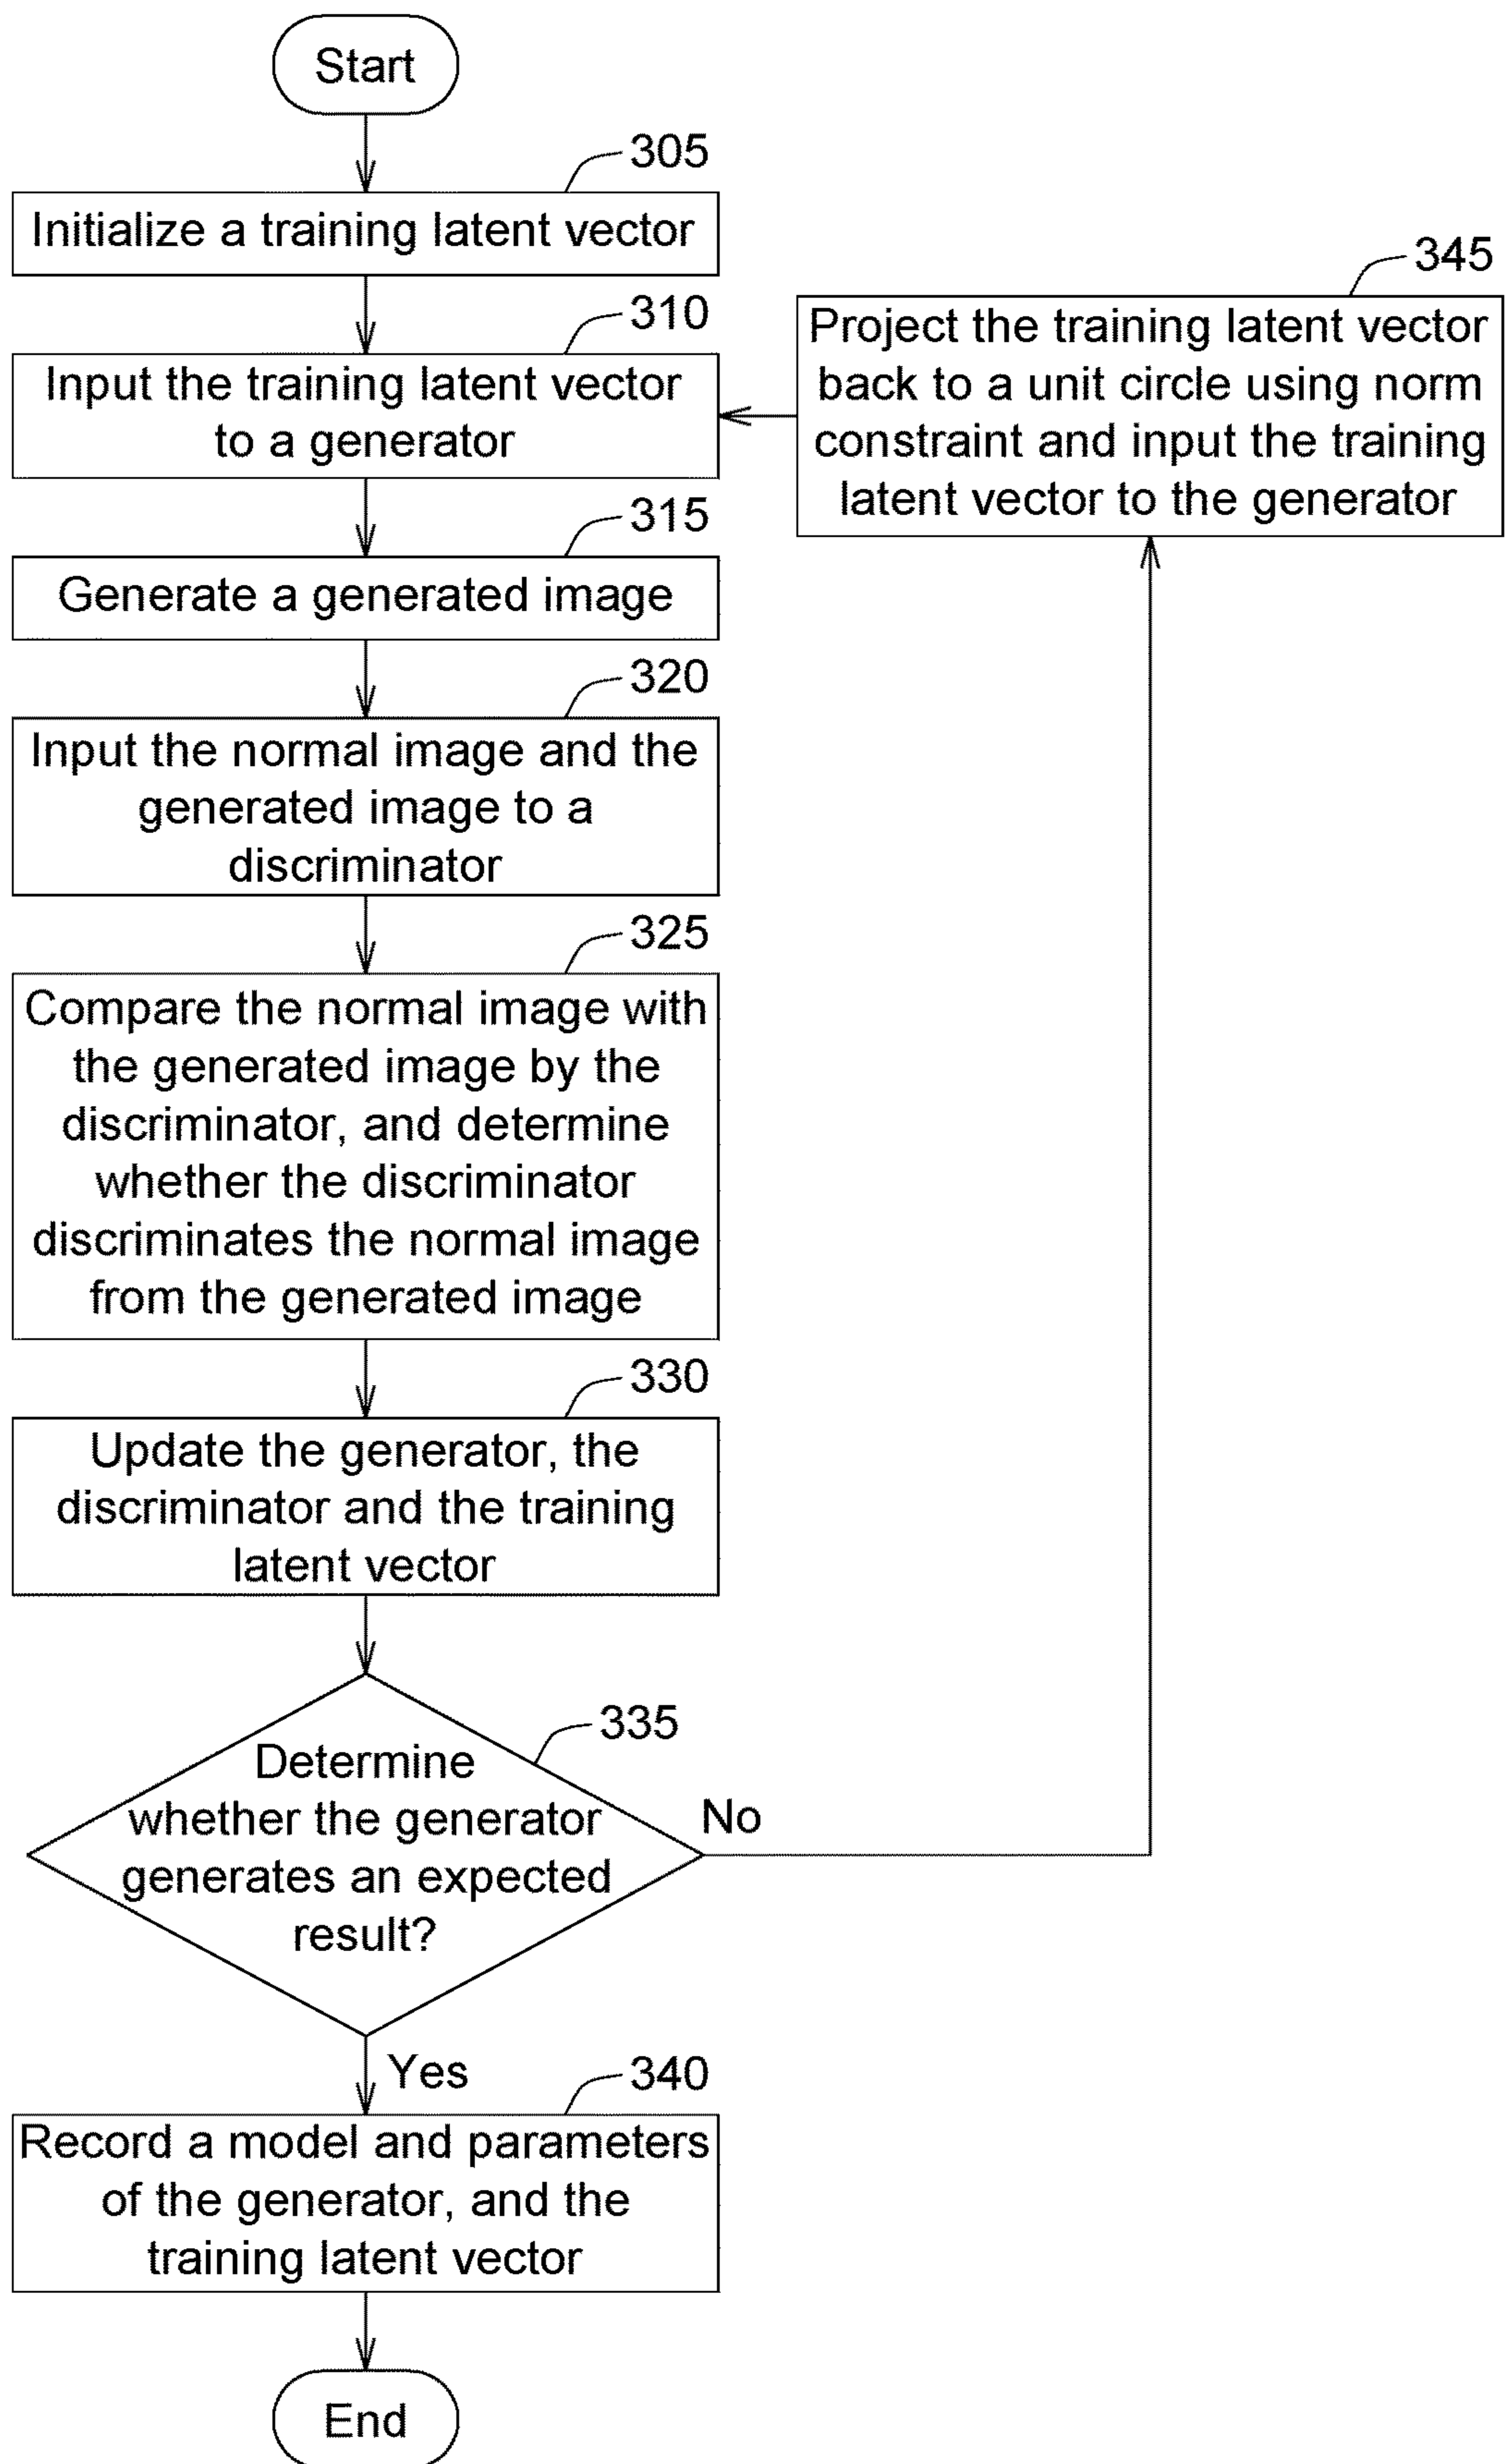 Start
305
Initialize a training latent vector
310
Input the training latent vector
to a generator
315
Generate a generated image
320
Input the normal image and the
generated image to a
discriminator
325
Compare the normal image with
the generated image by the
discriminator, and determine
whether the discriminator
discriminates the normal image
from the generated image
330
Update the generator, the
discriminator and the training
latent vector
335
Determine
whether the generator
generates an expected
result?
No
Yes
345
Project the training latent vector
back to a unit circle using norm
constraint and input the training
latent vector to the generator
340
Record a model and parameters
of the generator, and the
training latent vector
End